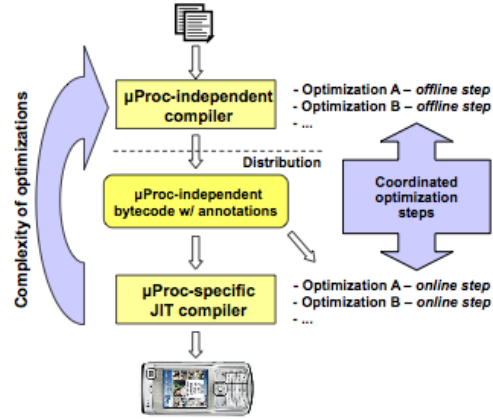 µProc-independent
compiler
- Optimization A – offline step
- Optimization B – offline step
- ...
Distribution
µProc-independent
bytecode w/ annotations
Coordinated
optimization
steps
Complexity of optimizations
µProc-specific
JIT compiler
- Optimization A – online step
- Optimization B – online step
- ...